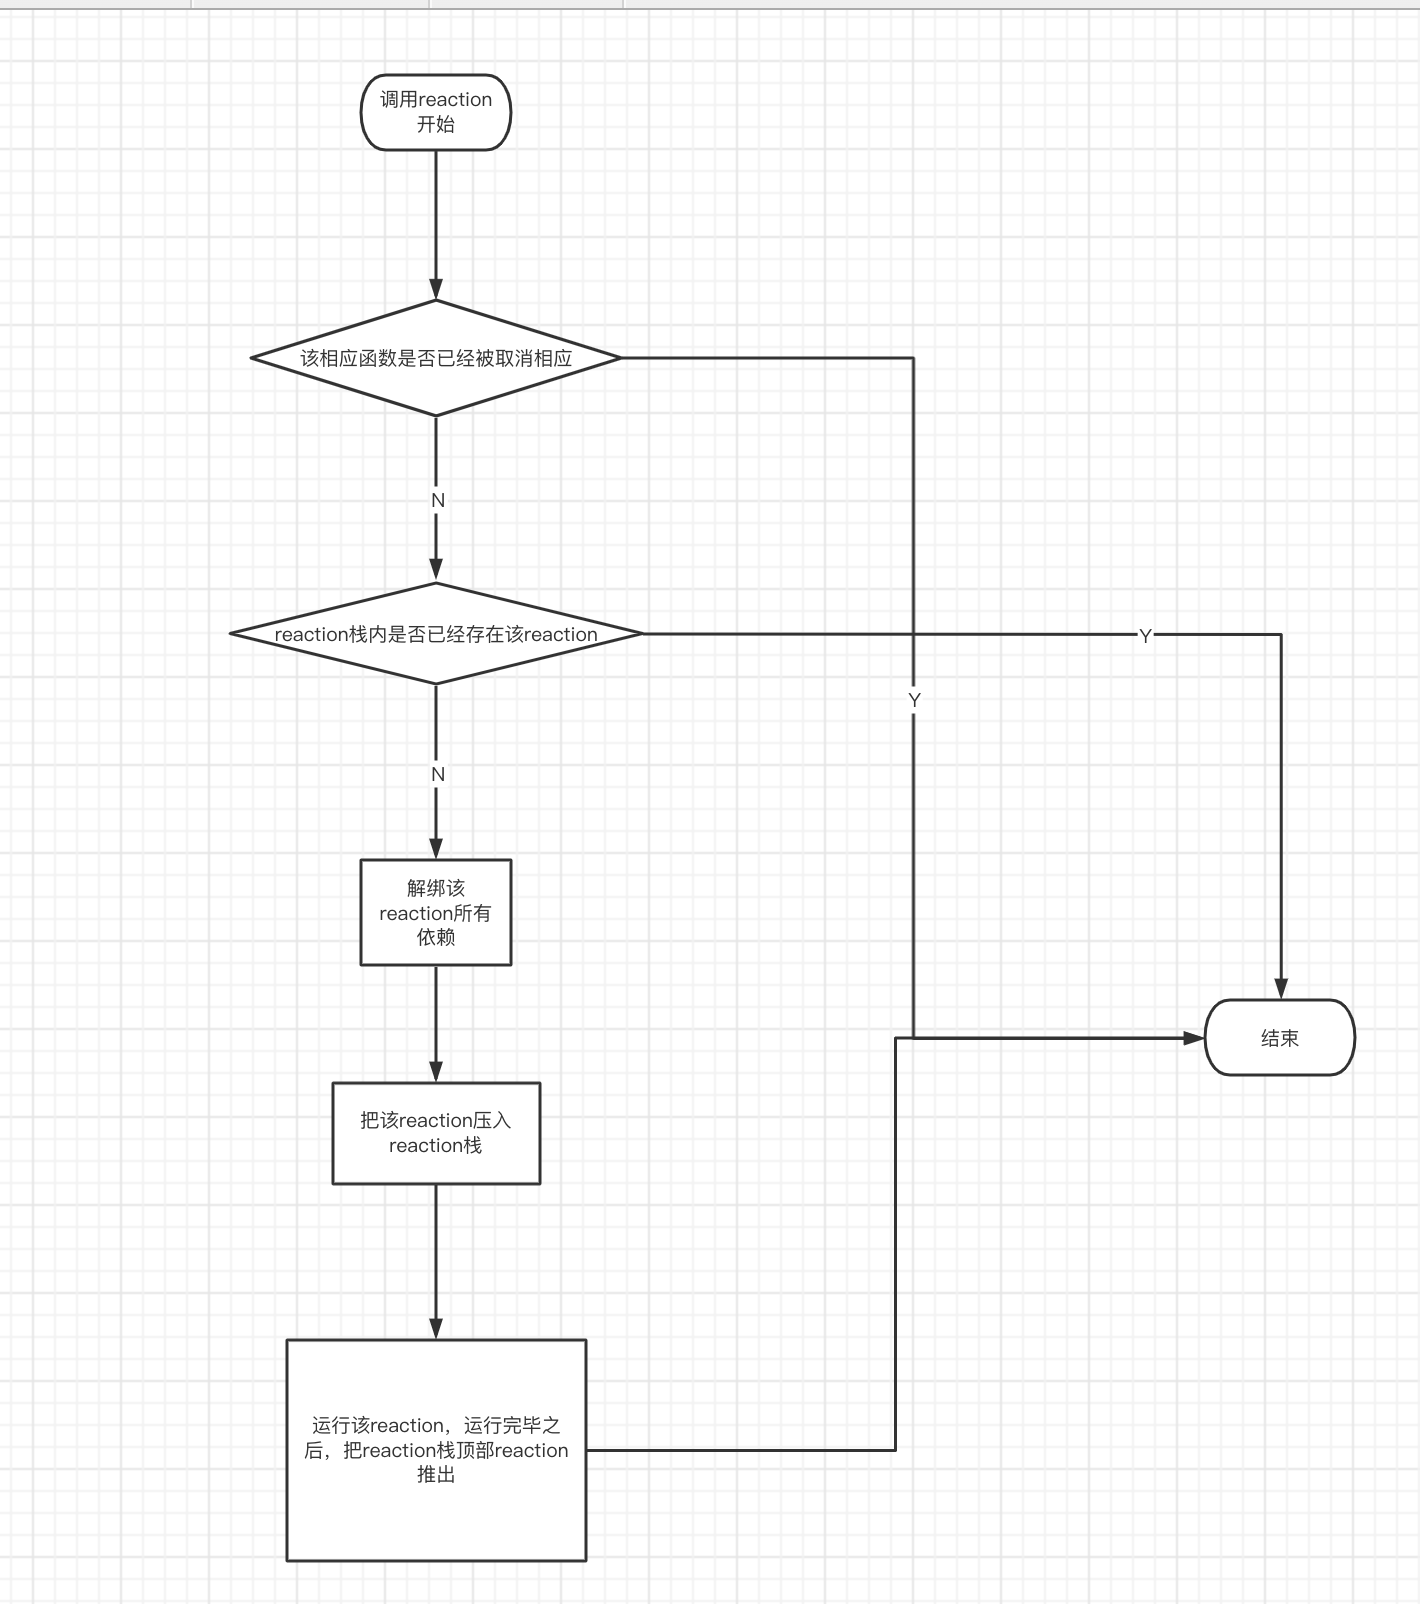 调用reaction
开始
该相应函数是否已经被取消相应
N
reaction栈内是否已经存在该reaction
Y
Y
N
解绑该
reaction所有
依赖
结束
把该reaction压入
reaction栈
运行该reaction，运行完毕之
后，把reaction栈顶部reaction
推出